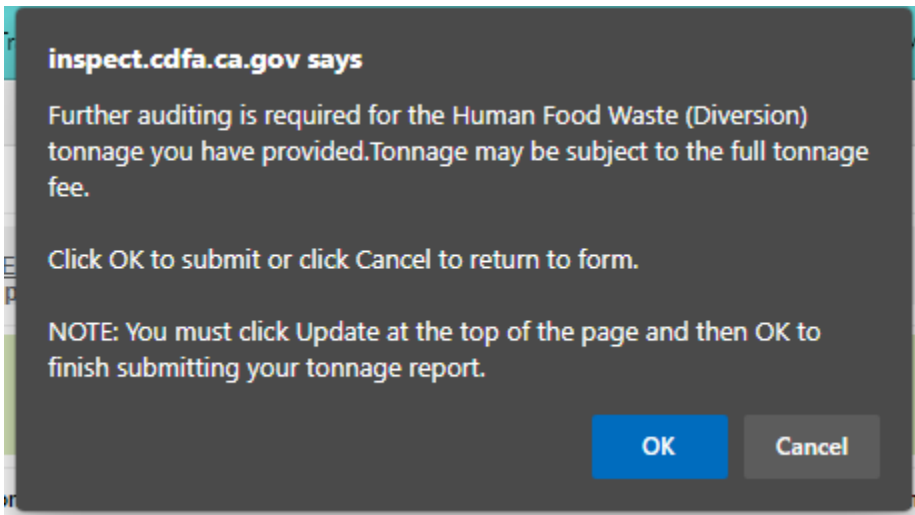 inspect.cdfa.ca.gov says
Further auditing is required for the Human Food Waste (Diversion)
tonnage you have provided.Tonnage may be subject to the full tonnage
fee.
Click OK to submit or click Cancel to return to form.
NOTE: You must click Update at the top of the page and then OK to
finish submitting your tonnage report.
OK
Cancel